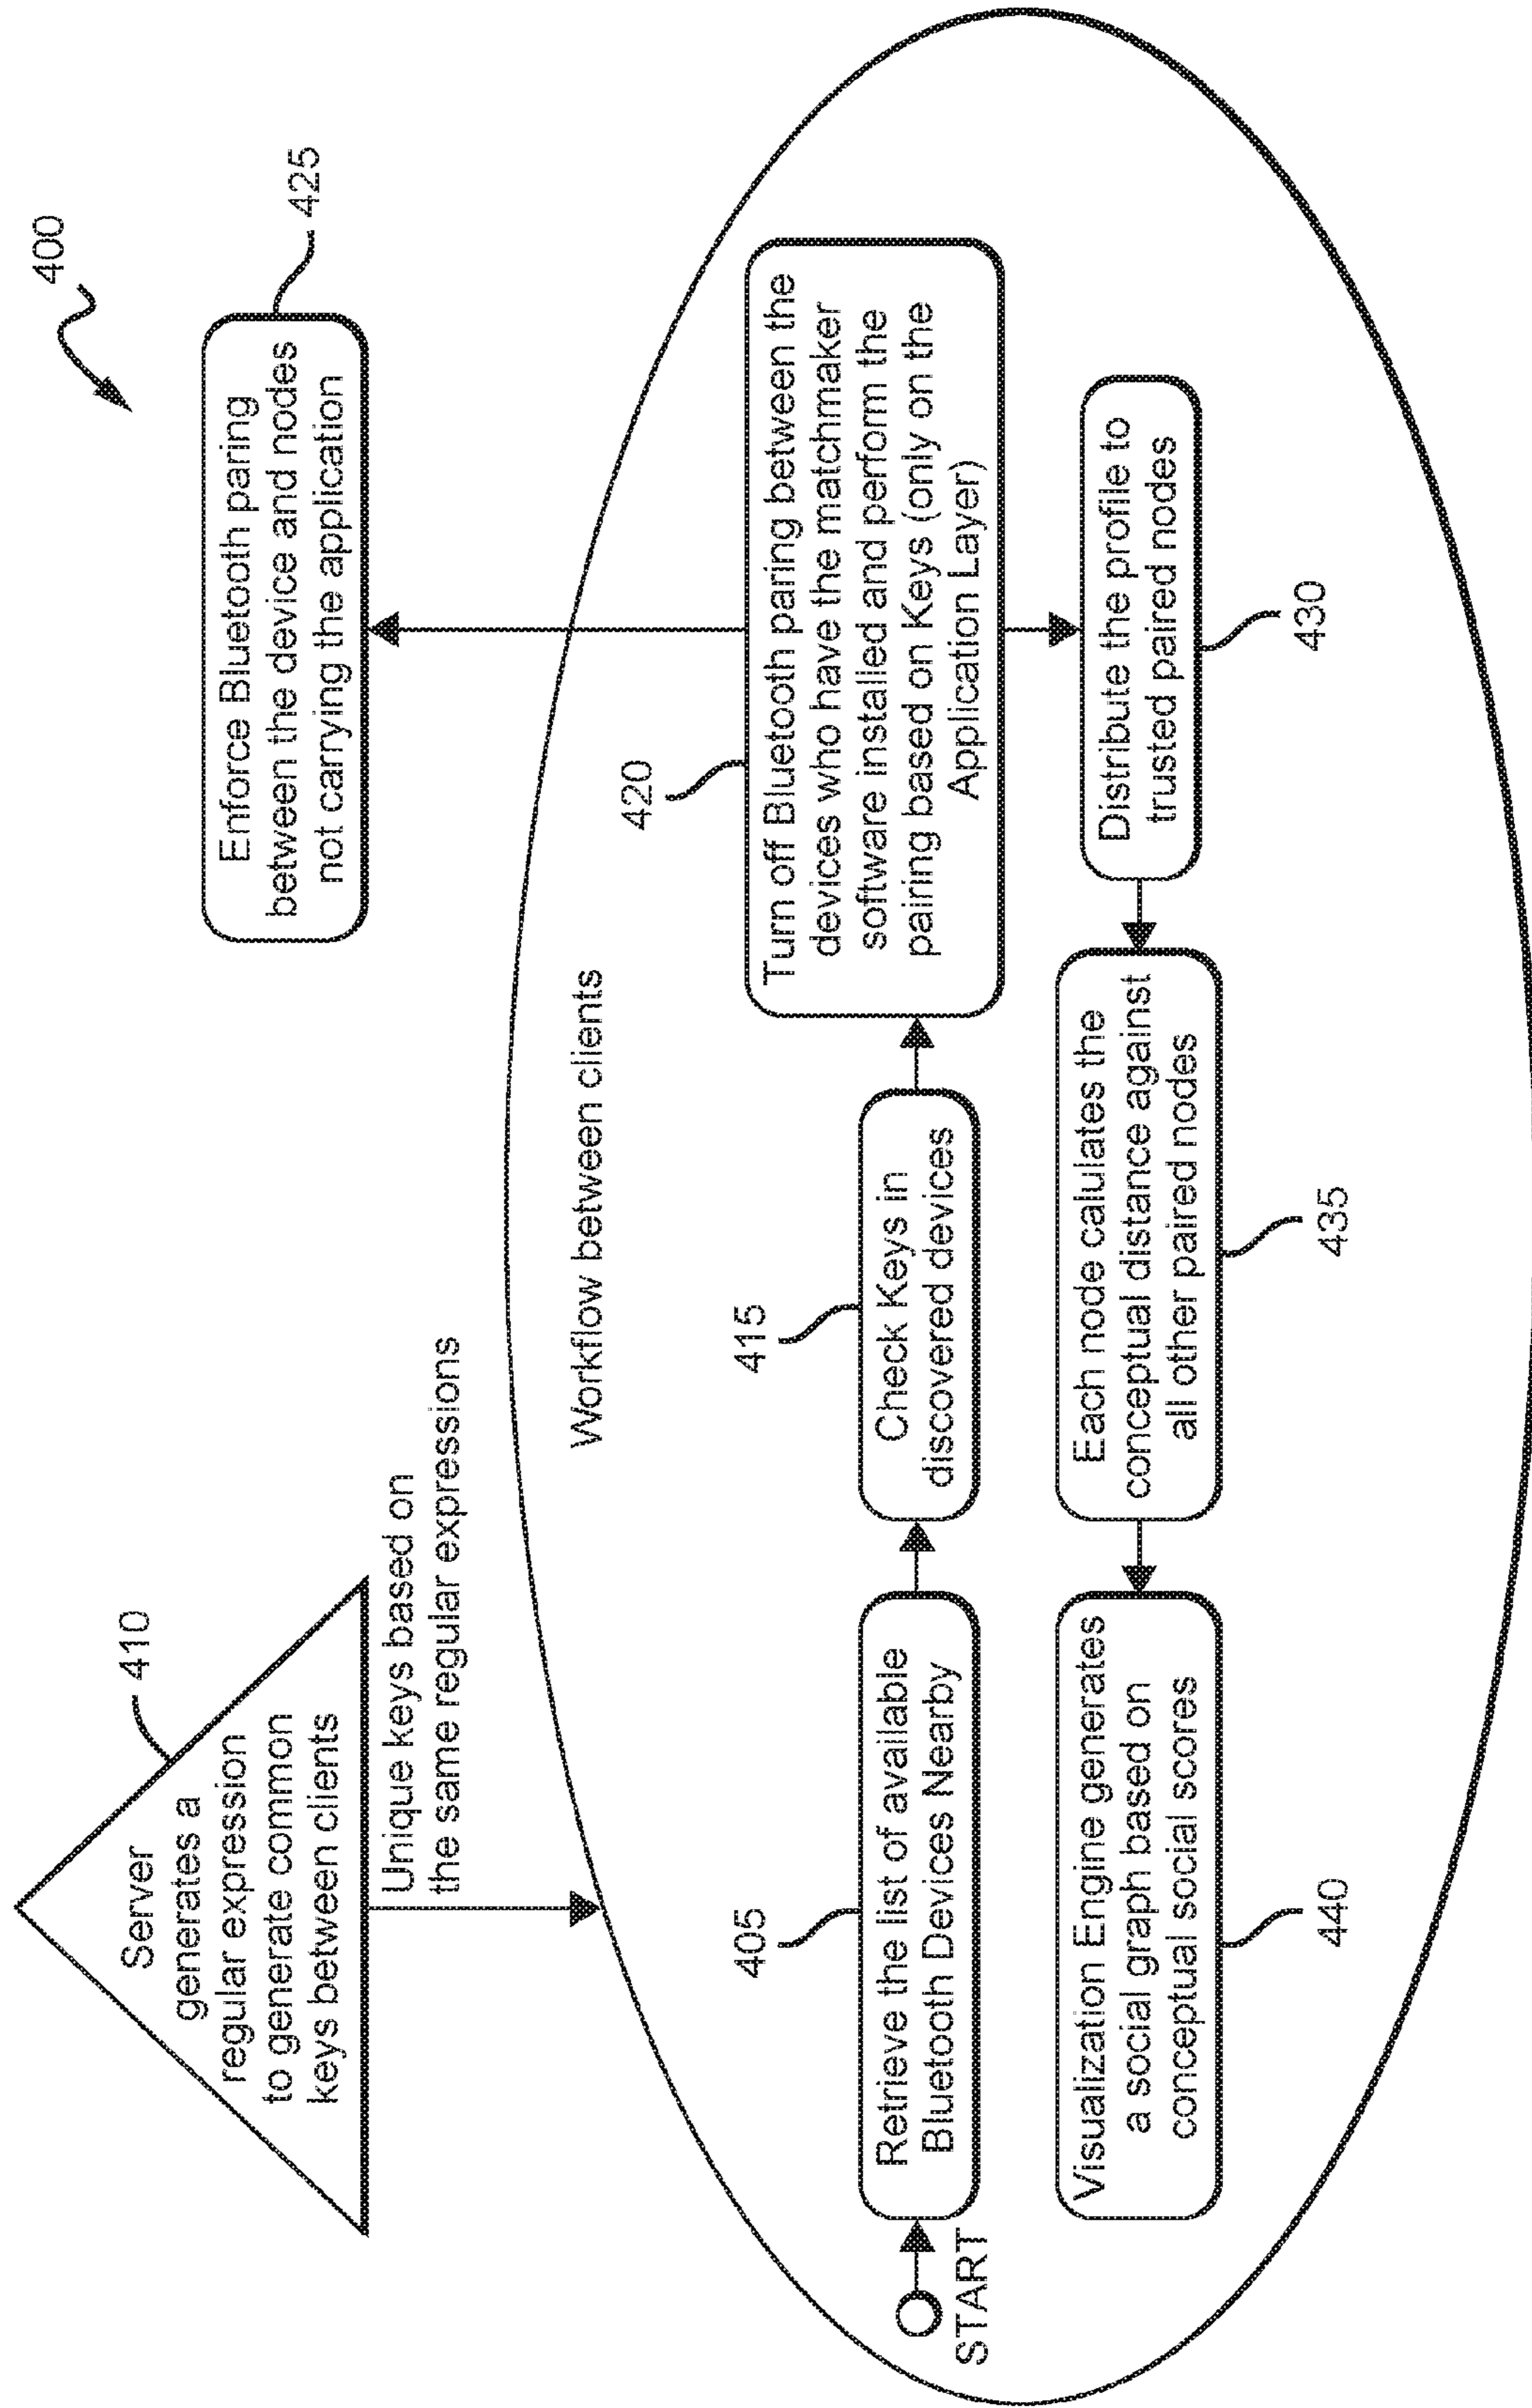 400
Server
generates a
regular expression
to generate common
keys between clients
410
Unique keys based on
the same regular expressions
Enforce Bluetooth paring
between the device and nodes
not carrying the application
425
Workflow between clients
START
405
Retrieve the list of available
Bluetooth Devices Nearby
415
Check Keys in
discovered devices
420
Turn off Bluetooth paring between the
devices who have the matchmaker
software installed and perform the
pairing based on Keys (only on the
Application Layer)
Distribute the profile to
trusted paired nodes
430
Each node calulates the
conceptual distance against
all other paired nodes
435
Visualization Engine generates
a social graph based on
conceptual social scores
440